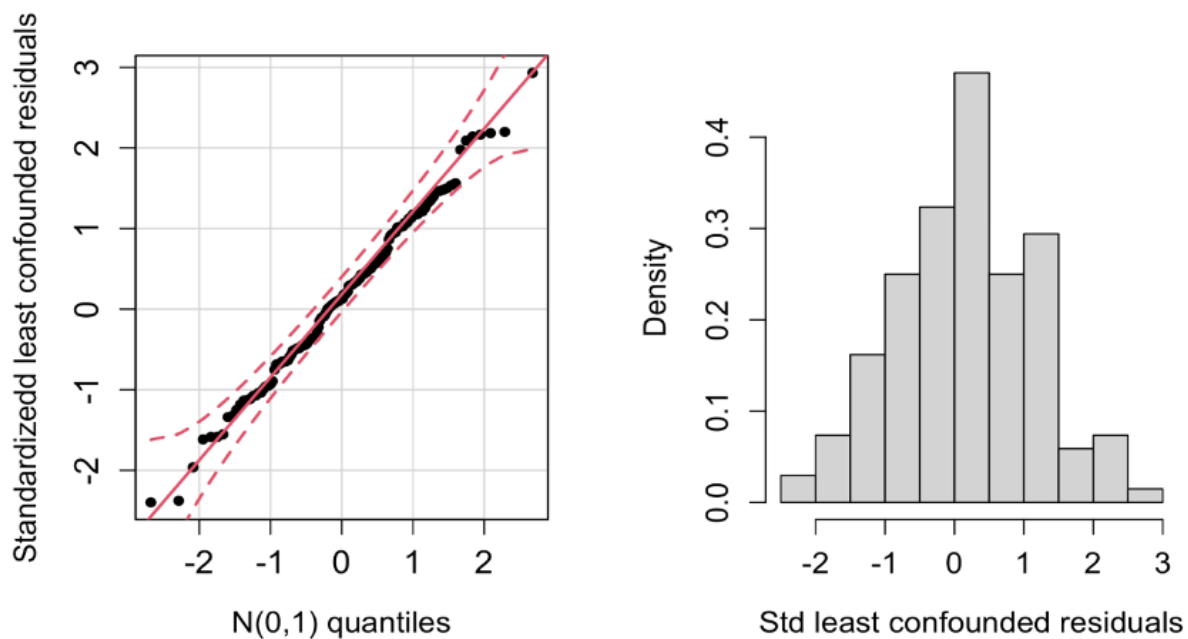 Standardizedd least confounded residuals
3
2
1
0
-1
-2
-2 -1 0 1 2
N(0,1) quantiles
Density
0.4
0.3
0.2
0.1
0.0
-2 -1 0 1 2 3
Std least confounded residuals